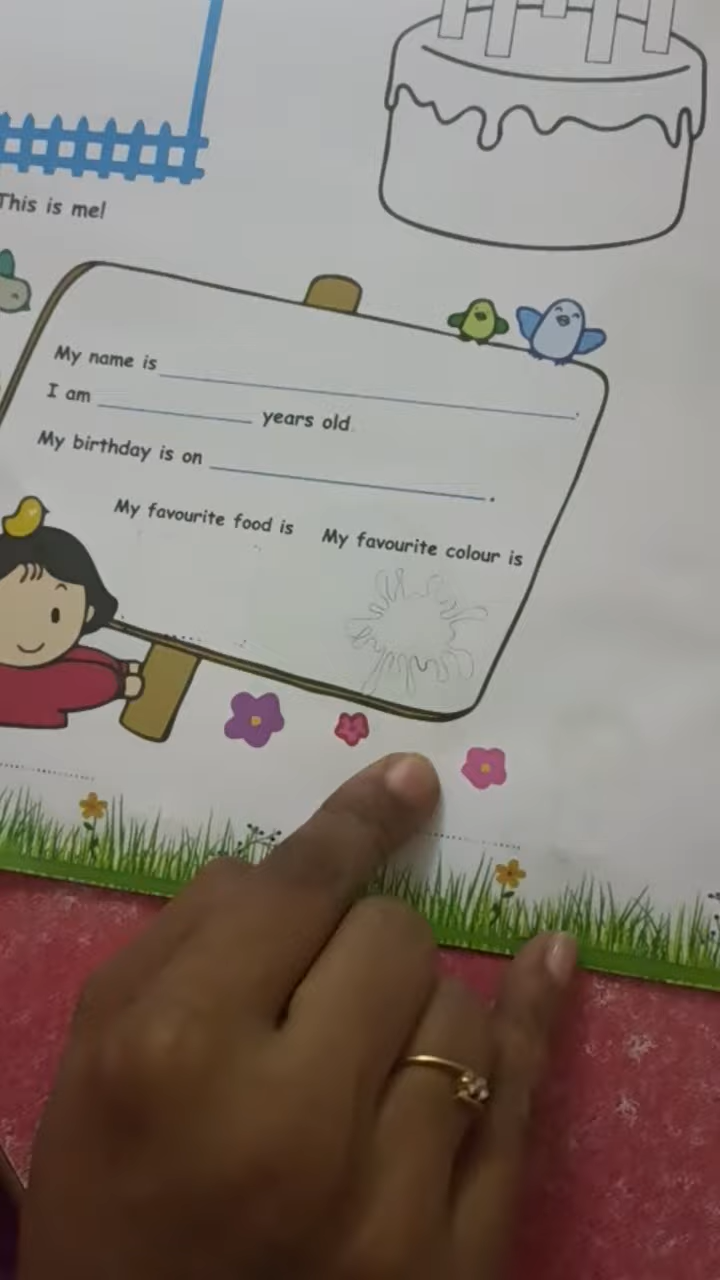 This is me!
My name is
I am years old.
My birthday is on .
My favourite food is My favourite colour is